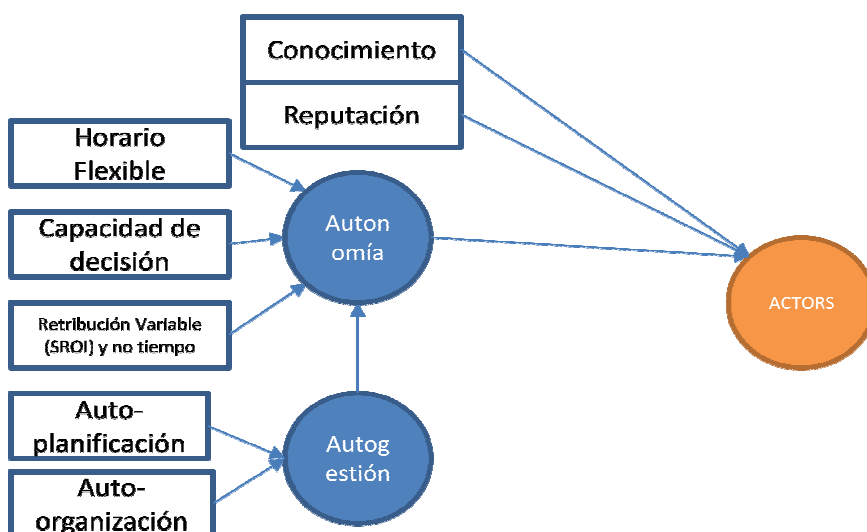 Conocimiento
Reputación
Horario
Flexible
Capacidad de
decisión
Retribución Variable
(SROI) y no tiempo
Auto-
planificación
Auto-
organización
Auton
omía
Autog
estión
ACTORS